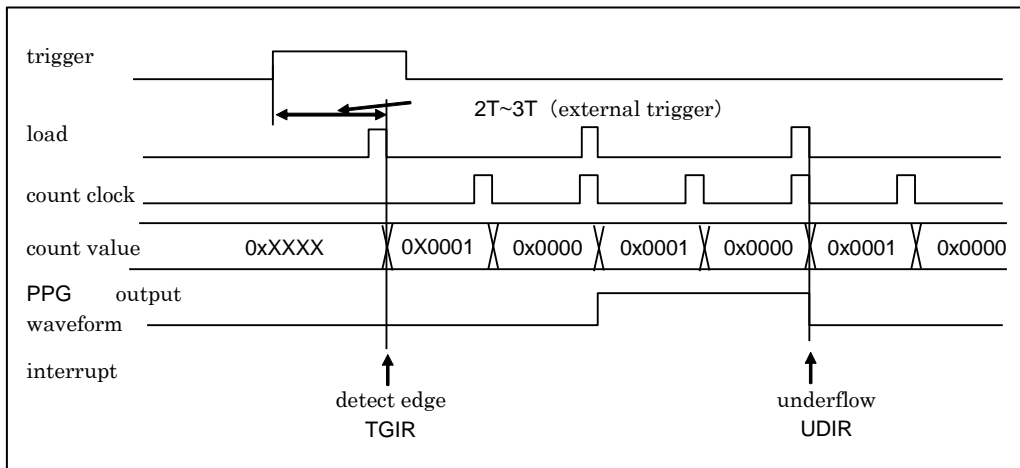 trigger
2T~3T（external trigger）
load
count clock
count value 0xXXXX 0X0001 0x0000 0x0001 0x0000 0x0001 0x0000
PPG output
waveform
interrupt
detect edge underflow
TGIR UDIR